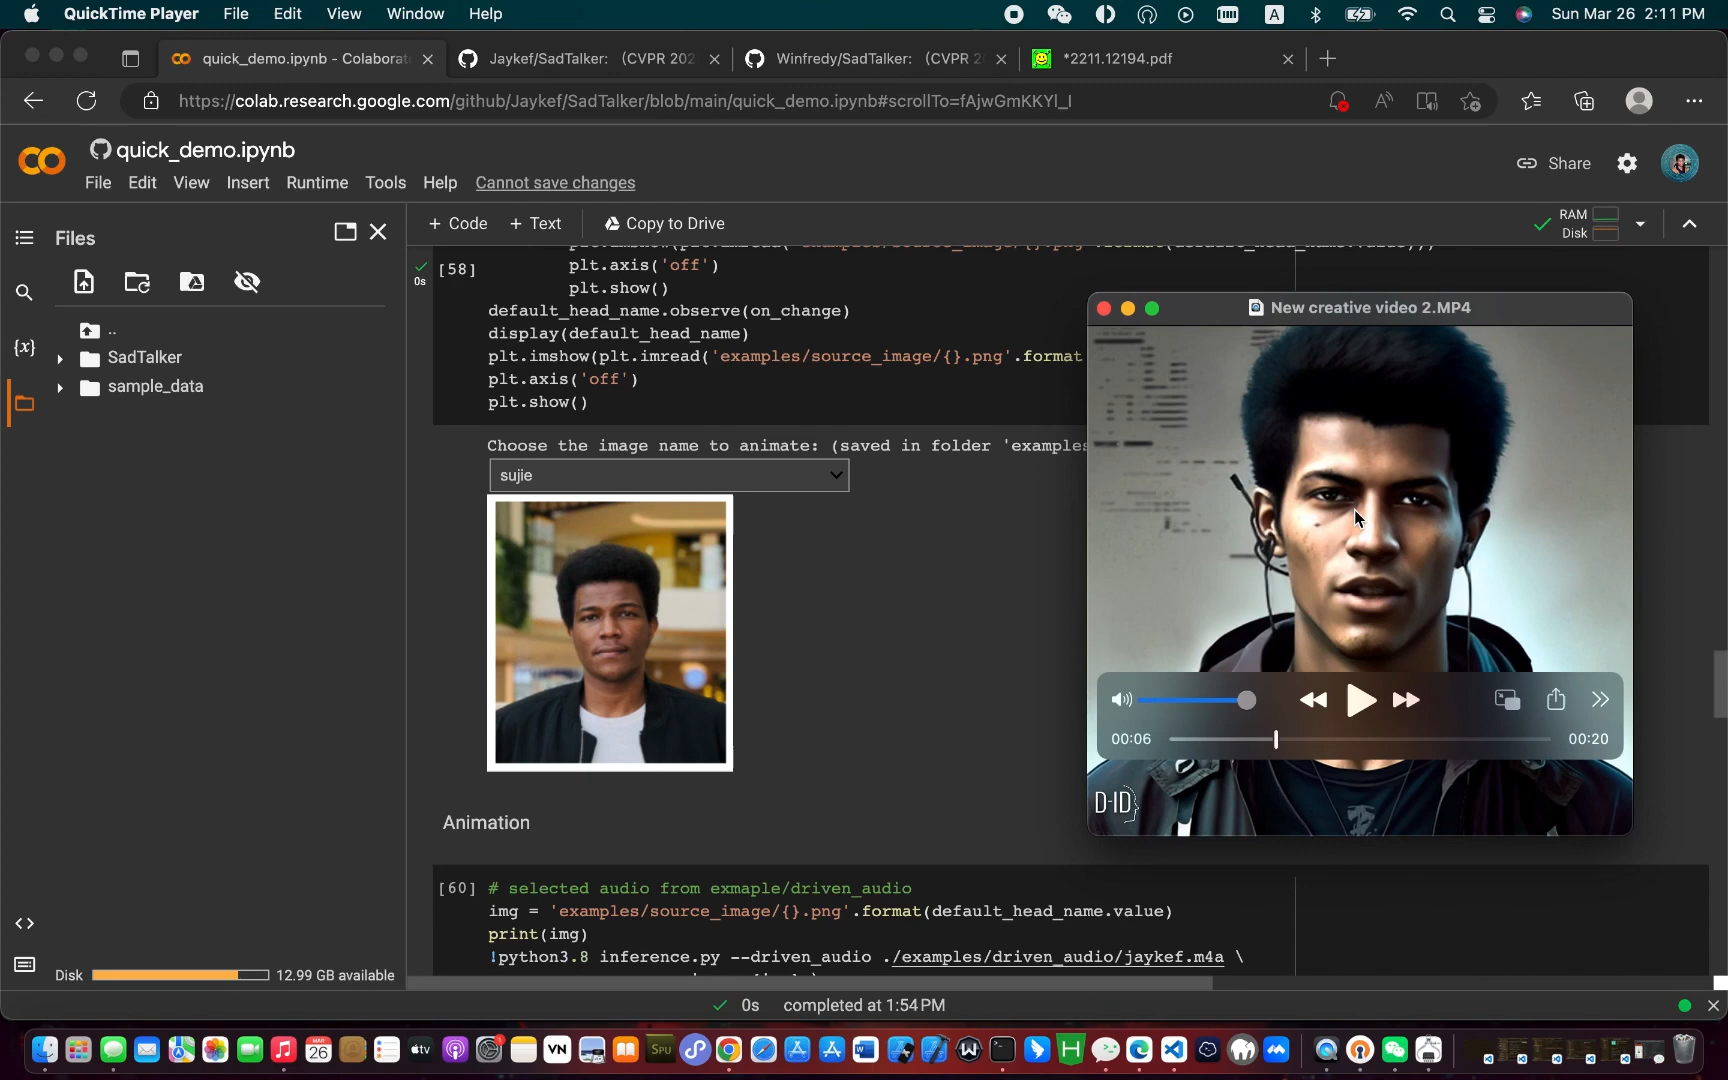 QuickTime Player File Edit View Window Help
A
Sun Mar 26 2:11 PM
quick_demo.ipynb - Colaborat
Jaykef/SadTalker: (CVPR 202
Winfredy/SadTalker: (CVPR 2
*2211.12194.pdf
https://colab.research.google.com/github/Jaykef/SadTalker/blob/main/quick_demo.ipynb#scrollTo=fAjwGmKKYl_I
quick_demo.ipynb
File Edit View Insert Runtime Tools Help Cannot save changes
Share
Files
+ Code + Text Copy to Drive
RAM
Disk
{x}
..
SadTalker
sample_data
[58]
0s
plt.axis('off')
plt.show()
default_head_name.observe(on_change)
display(default_head_name)
plt.imshow(plt.imread('examples/source_image/{}.png'.format
plt.axis('off')
plt.show()
Choose the image name to animate: (saved in folder 'examples
sujie
New creative video 2.MP4
00:06
00:20
D-ID
Animation
[60]
# selected audio from exmaple/driven_audio
img = 'examples/source_image/{}.png'.format(default_head_name.value)
print(img)
!python3.8 inference.py --driven_audio ./examples/driven_audio/jaykef.m4a \
Disk
12.99 GB available
0s completed at 1:54 PM
MAR
26
tv
VN
SPU